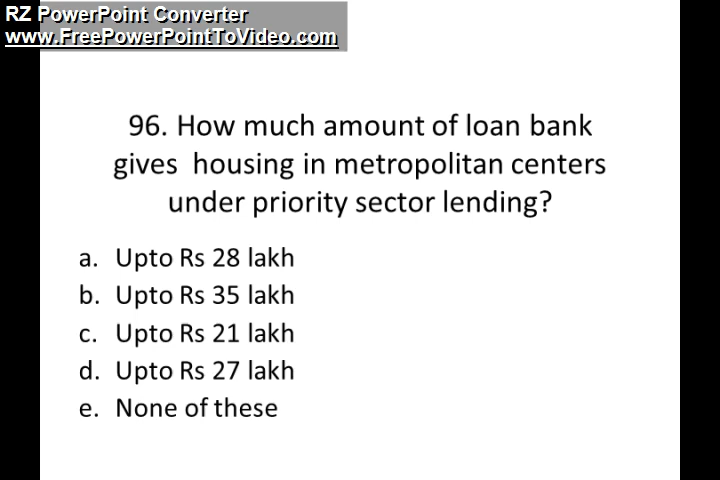 RZ PowerPoint Converter
www.FreePowerPointToVideo.com
96. How much amount of loan bank
gives housing in metropolitan centers
under priority sector lending?
a. Upto Rs 28 lakh
b. Upto Rs 35 lakh
c. Upto Rs 21 lakh
d. Upto Rs 27 lakh
e. None of these